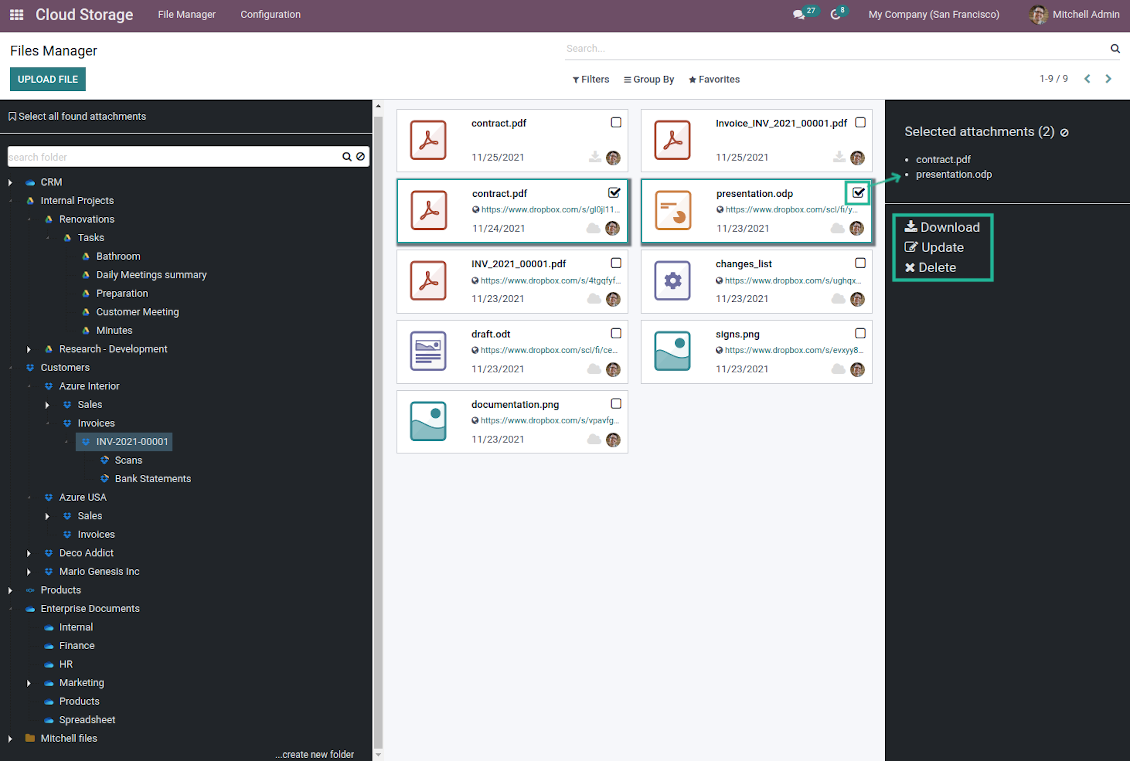 Cloud Storage File Manager Configuration 27 8 My Company (San Francisco) Mitchell Admin
Files Manager
Search...
UPLOAD FILE
Filters Group By Favorites 1-9 / 9
Select all found attachments
search folder
CRM
Internal Projects
Renovations
Tasks
Bathroom
Daily Meetings summary
Preparation
Customer Meeting
Minutes
Research - Development
Customers
Azure Interior
Sales
Invoices
INV-2021-00001
Scans
Bank Statements
Azure USA
Sales
Invoices
Deco Addict
Mario Genesis Inc
Products
Enterprise Documents
Internal
Finance
HR
Marketing
Products
Spreadsheet
Mitchell files
...create new folder
contract.pdf
11/25/2021
Invoice_INV_2021_00001.pdf
11/25/2021
contract.pdf
https://www.dropbox.com/s/gl0jl11...
11/24/2021
presentation.odp
https://www.dropbox.com/scl/fi/y...
11/23/2021
INV_2021_00001.pdf
https://www.dropbox.com/s/4tgqfyf...
11/23/2021
changes_list
https://www.dropbox.com/s/ughqx...
11/23/2021
draft.odt
https://www.dropbox.com/scl/fi/ce...
11/23/2021
signs.png
https://www.dropbox.com/s/evxyy8...
11/23/2021
documentation.png
https://www.dropbox.com/s/vpavfg...
11/23/2021
Selected attachments (2)
contract.pdf
presentation.odp
Download
Update
Delete